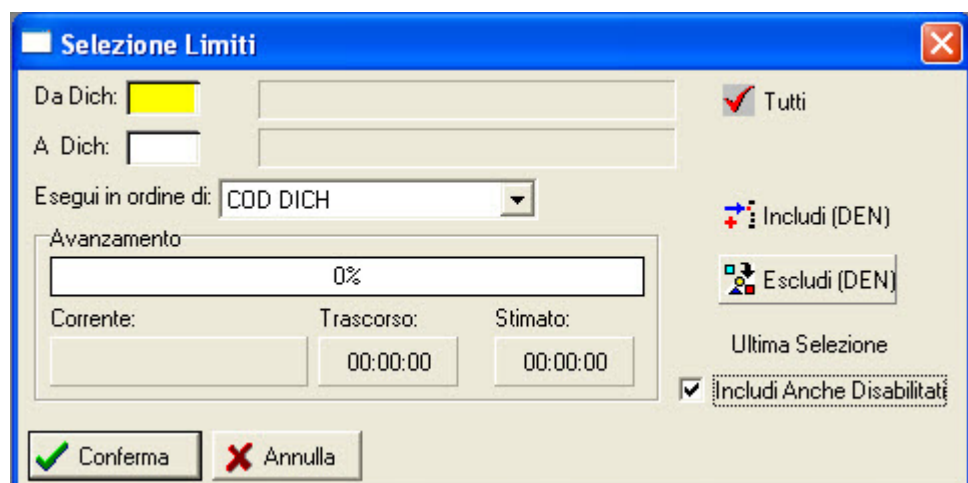 Selezione Limiti
Da Dich:
Tutti
A Dich:
Esegui in ordine di: COD DICH
Includi (DEN)
Avanzamento
0%
Escludi (DEN)
Corrente: Trascorso: Stimato:
00:00:00 00:00:00
Ultima Selezione
Includi Anche Disabilitati
Conferma Annulla